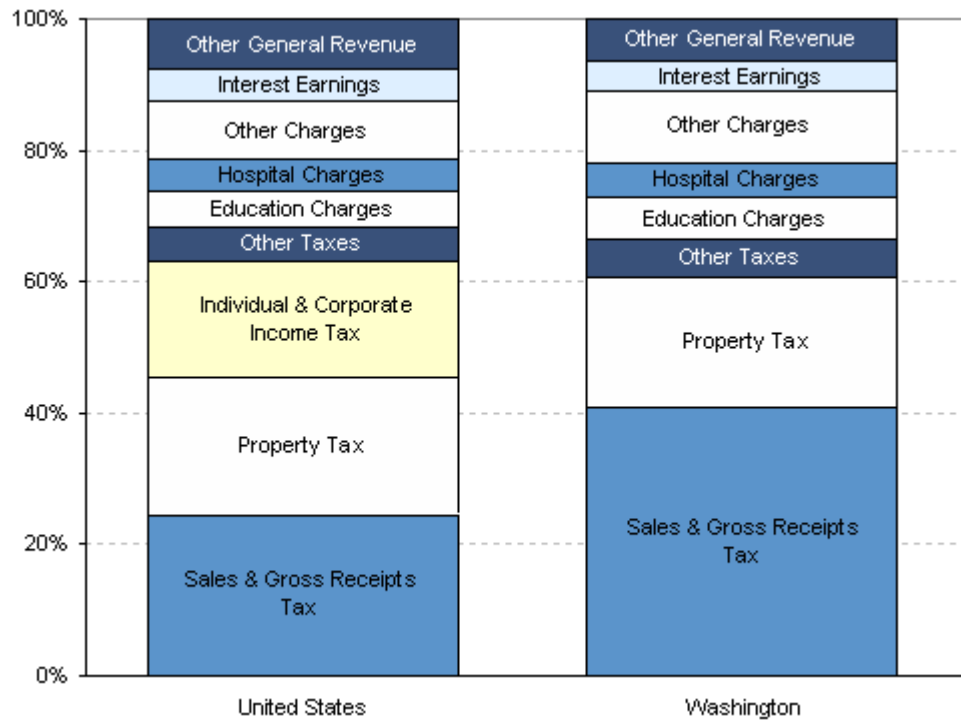 100%
80%
60%
40%
20%
0%
Other General Revenue
Interest Earnings
Other Charges
Hospital Charges
Education Charges
Other Taxes
Individual & Corporate
Income Tax
Property Tax
Sales & Gross Receipts
Tax
United States
Other General Revenue
Interest Earnings
Other Charges
Hospital Charges
Education Charges
Other Taxes
Property Tax
Sales & Gross Receipts
Tax
Washington